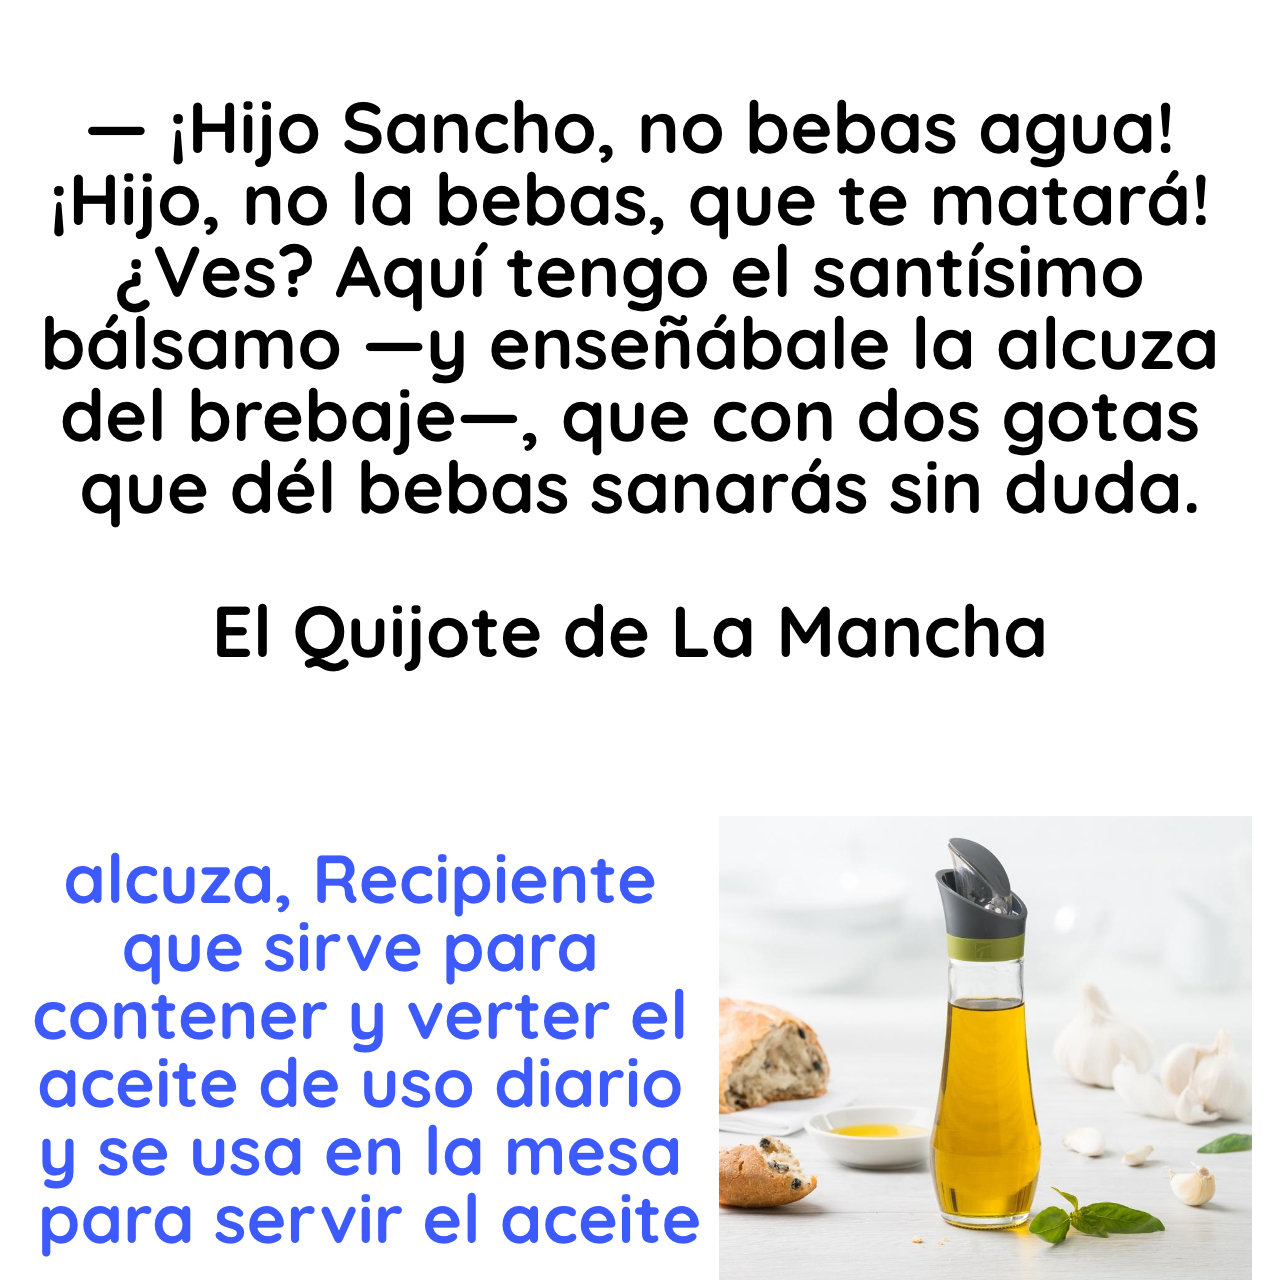 — ¡Hijo Sancho, no bebas agua!
¡Hijo, no la bebas, que te matará!
¿Ves? Aquí tengo el santísimo
bálsamo —y enseñábale la alcuza
del brebaje—, que con dos gotas
que dél bebas sanarás sin duda.
El Quijote de La Mancha
alcuza, Recipiente
que sirve para
contener y verter el
aceite de uso diario
y se usa en la mesa
para servir el aceite